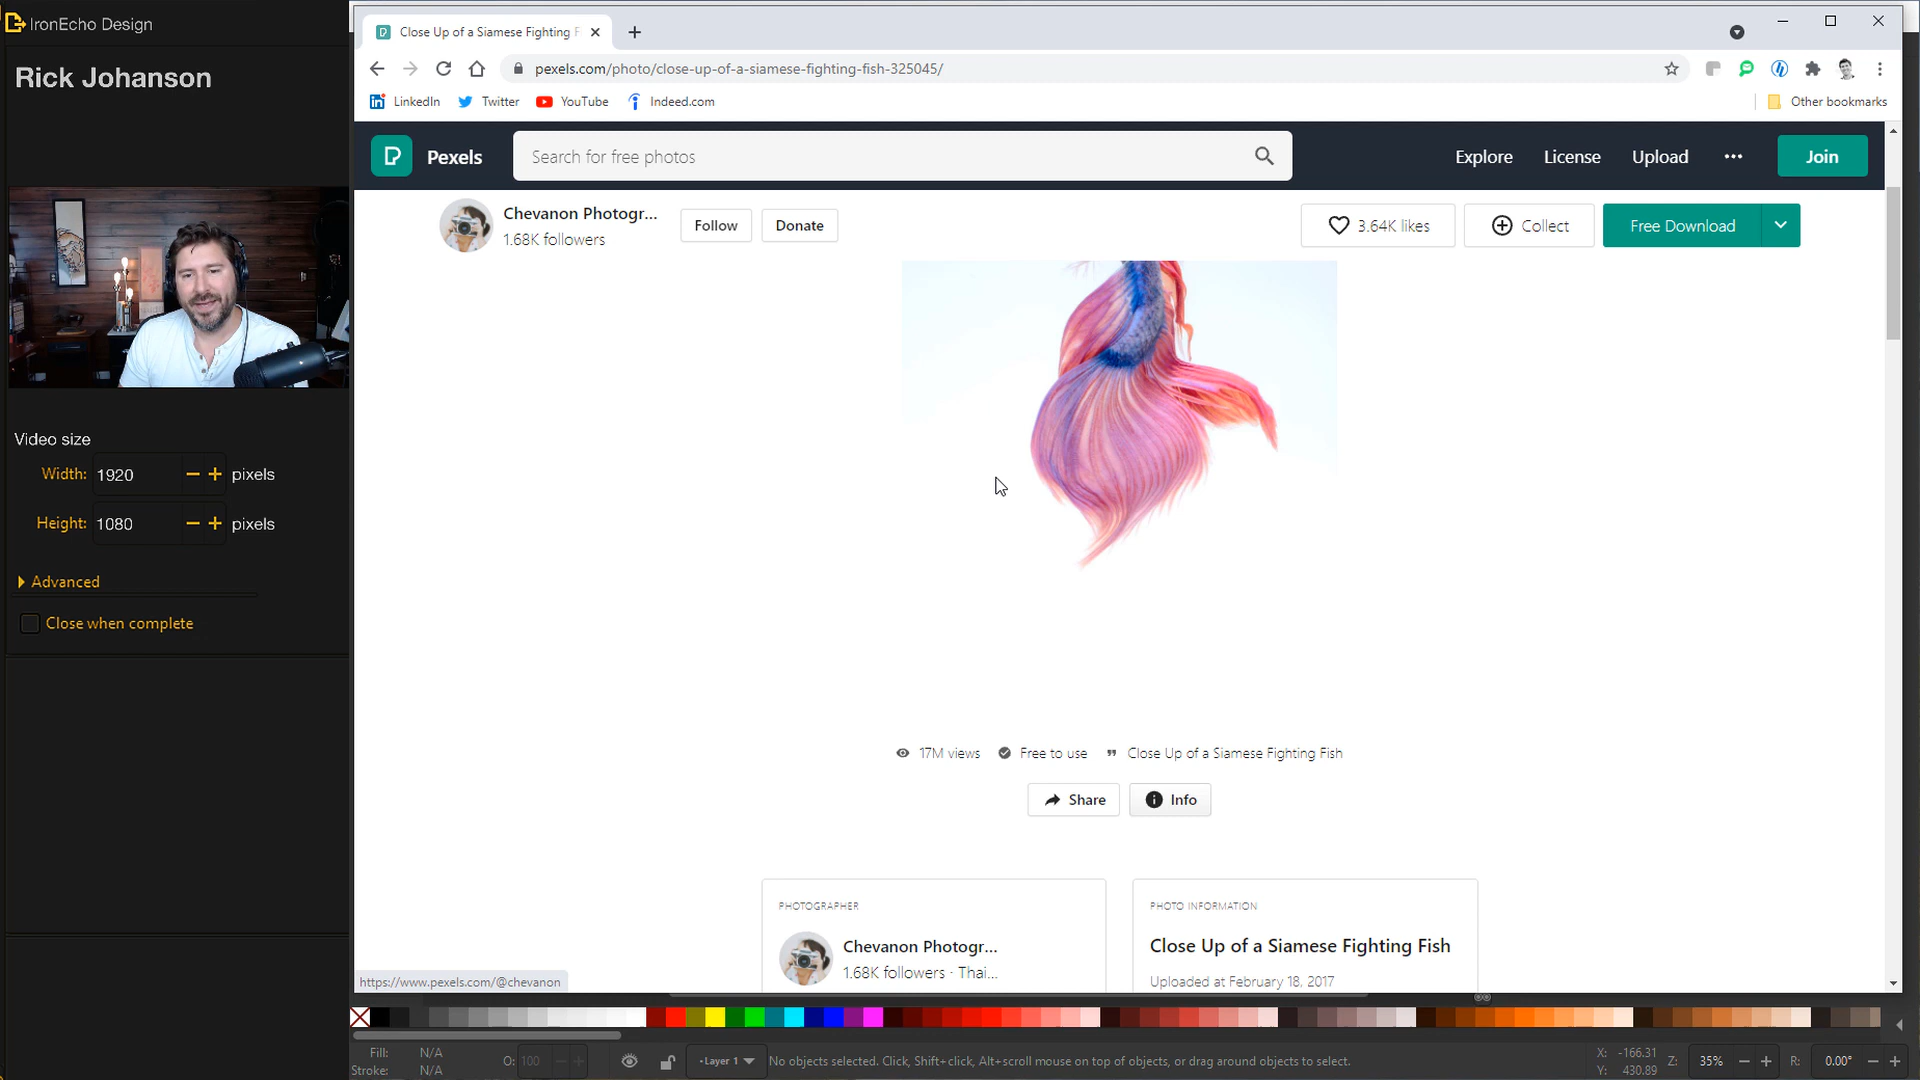 IronEcho Design
Rick Johanson
Video size
Width: 1920 pixels
Height: 1080 pixels
Advanced
Close when complete
Close Up of a Siamese Fighting F
pexels.com/photo/close-up-of-a-siamese-fighting-fish-325045/
LinkedIn Twitter YouTube Indeed.com Other bookmarks
Pexels Search for free photos Explore License Upload ••• Join
Chevanon Photogr...
1.68K followers
Follow Donate 3.64K likes Collect Free Download
17M views Free to use Close Up of a Siamese Fighting Fish
Share Info
PHOTOGRAPHER
Chevanon Photogr...
1.68K followers · Thai...
PHOTO INFORMATION
Close Up of a Siamese Fighting Fish
Uploaded at February 18, 2017
https://www.pexels.com/@chevanon
Fill: N/A
Stroke: N/A
O: 100
Layer 1
No objects selected. Click, Shift+click, Alt+scroll mouse on top of objects, or drag around objects to select.
X: -166.31
Y: 430.89
Z: 35%
R: 0.00°